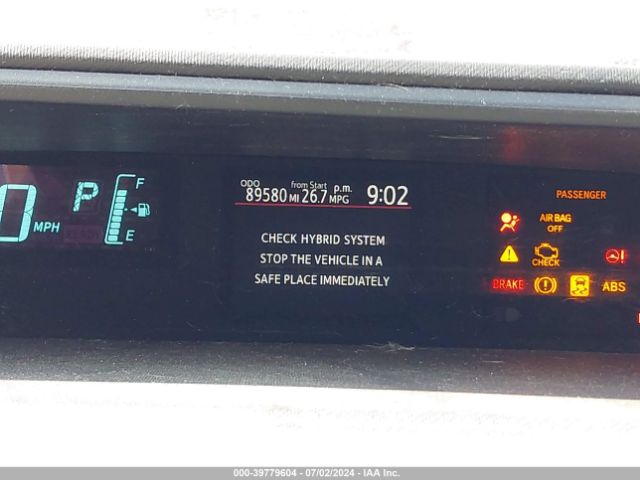 ODO from Start p.m.
89580 MI 26.7 MPG 9:02
CHECK HYBRID SYSTEM
STOP THE VEHICLE IN A
SAFE PLACE IMMEDIATELY
0 MPH P F
E
PASSENGER
AIR BAG
OFF
CHECK
BRAKE ABS
000-39779604 - 07/02/2024 - IAA Inc.